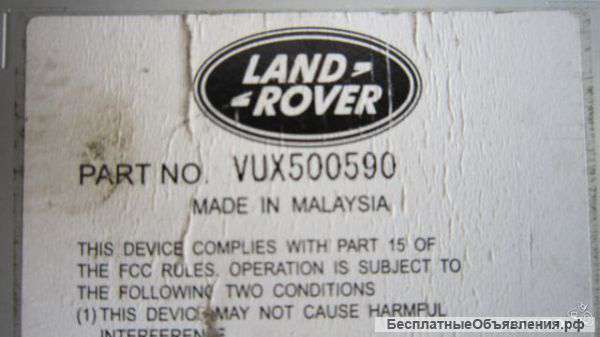 LAND
ROVER
PART NO. VUX500590
MADE IN MALAYSIA
THIS DEVICE COMPLIES WITH PART 15 OF
THE FCC RULES. OPERATION IS SUBJECT TO
THE FOLLOWING TWO CONDITIONS
(1) THIS DEVICE MAY NOT CAUSE HARMFUL
INTERFERENCE
БесплатныеОбъявления.рф